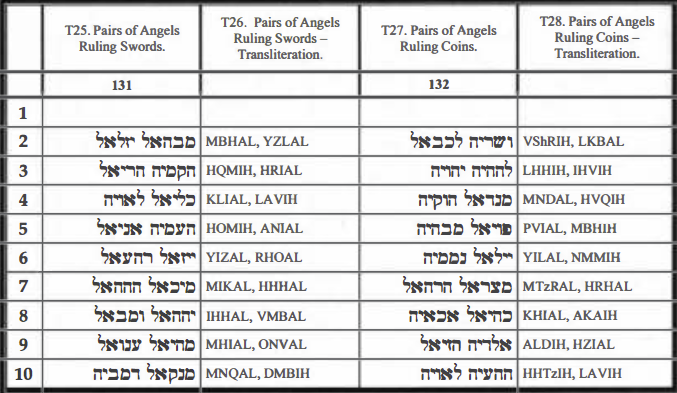 T25. Pairs of Angels
Ruling Swords.
T26. Pairs of Angels
Ruling Swords –
Transliteration.
T27. Pairs of Angels
Ruling Coins.
T28. Pairs of Angels
Ruling Coins –
Transliteration.
131 132
1
2 מבהאל יזלאל MBHAL, YZLAL ושריה לכבאל VShRIH, LKBAL
3 הקמיה הריאל HQMIH, HRIAL להחיה יחויה LHHIH, IHVIH
4 כליאל לאויה KLIAL, LAVIH מנדאל הוקיה MNDAL, HVQIH
5 העמיה אניאל HOMIH, ANIAL פויאל מבהיה PVIAL, MBHIH
6 ייזאל רהעאל YIZAL, RHOAL יילאל נממיה YILAL, NMMIH
7 מיכאל הההאל MIKAL, HHHAL מצראל הרחאל MTzRAL, HRHAL
8 יההאל ומבאל IHHAL, VMBAL כהיאל אכאיה KHIAL, AKAIH
9 מהיאל ענואל MHIAL, ONVAL אלדיה הזיאל ALDIH, HZIAL
10 מנקאל דמביה MNQAL, DMBIH ההעיה לאויה HHTzIH, LAVIH